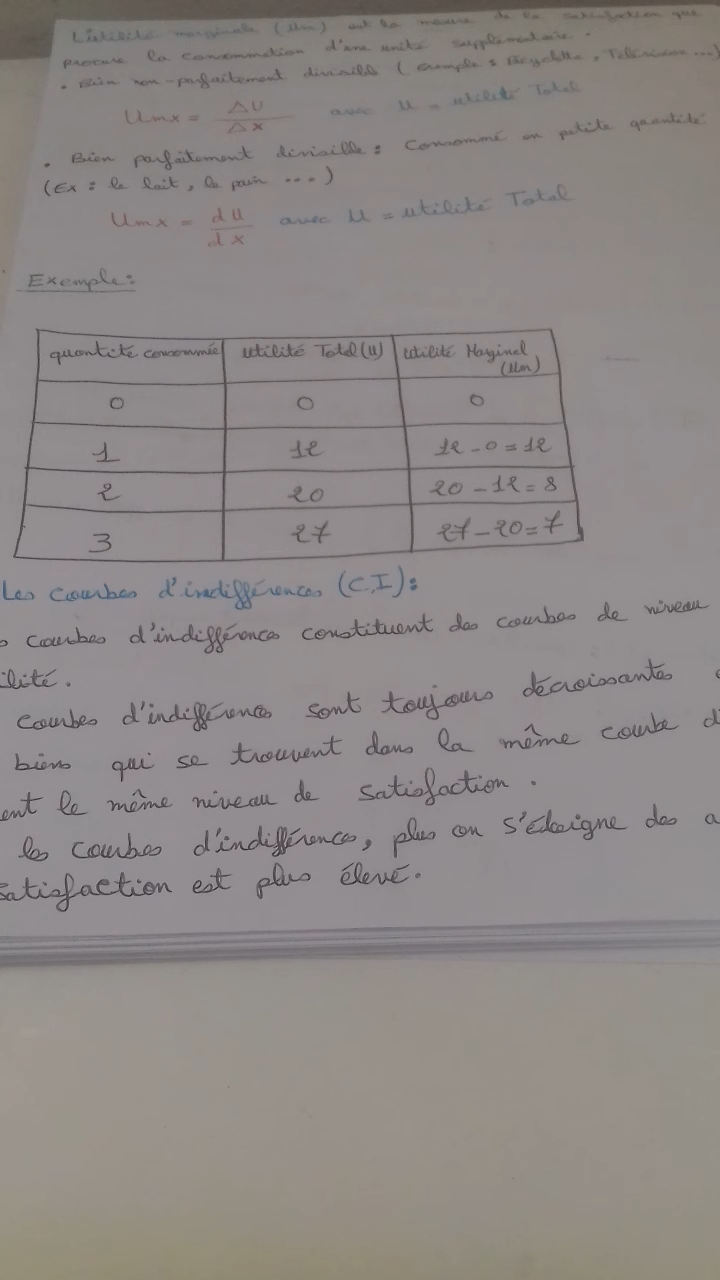 L'utilité marginale (Um) est la mesure de la satisfaction que
procure la consommation d'une unité supplémentaire.
• Bien non-parfaitement divisible (exemple : Bicyclette, Television ...)
Umx = ΔU / Δx avec U = utilité Total
• Bien parfaitement divisible : Consommé en petite quantité
(Ex : le lait, le pain ...)
Umx = dU / dx avec U = utilité Total
Exemple :
quantité consommée utilité Total (U) utilité Marginal (Um)
0 0 0
1 12 12 - 0 = 12
2 20 20 - 12 = 8
3 27 27 - 20 = 7
Les courbes d'indifférences (C,I) :
s courbes d'indifférences constituent des courbes de niveau
ilité.
courbes d'indifférences sont toujours décroissantes
biens qui se trouvent dans la même courbe d'i
ent le même niveau de satisfaction.
les courbes d'indifférences, plus on s'éloigne des a
satisfaction est plus élevé.